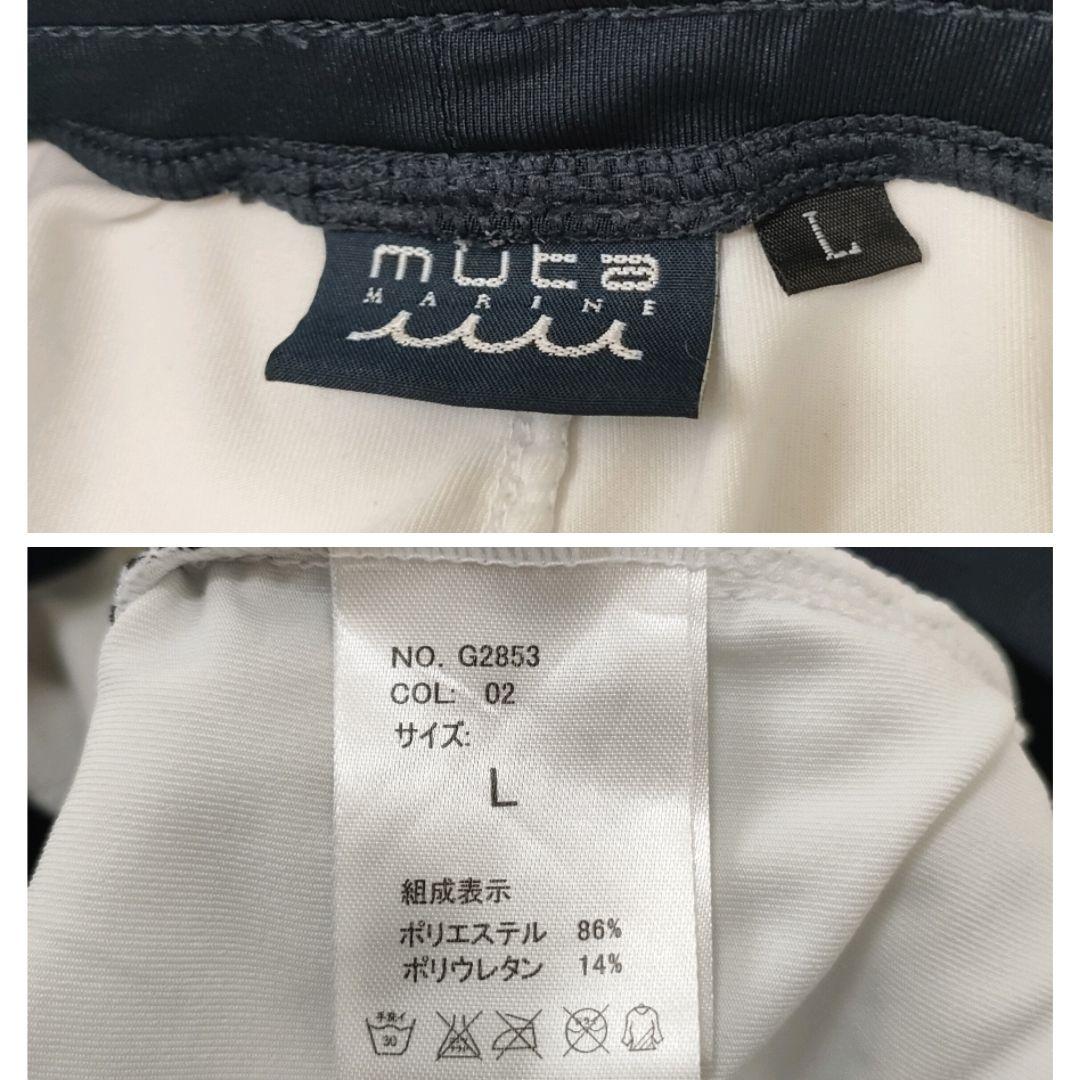 muta
MARINE
L
NO. G2853
COL: 02
サイズ:
L
組成表示
ポリエステル 86%
ポリウレタン 14%
手洗イ
30